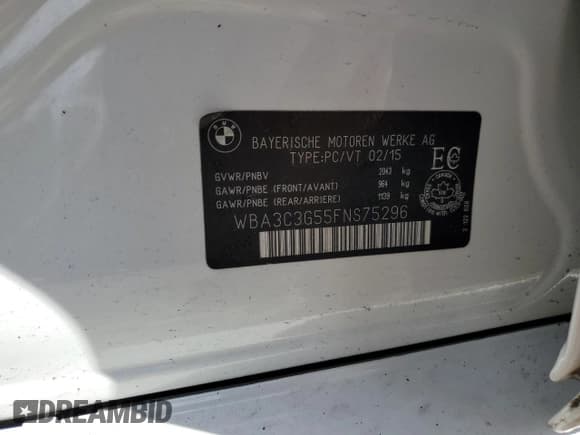 BMW
BAYERISCHE MOTOREN WERKE AG
TYPE:PC/VT 02/15
EC
GVWR/PNBV 2043 kg
GAWR/PNBE (FRONT/AVANT) 964 kg
GAWR/PNBE (REAR/ARRIERE) 1139 kg
WBA3C3G55FNS75296
DREAMBID